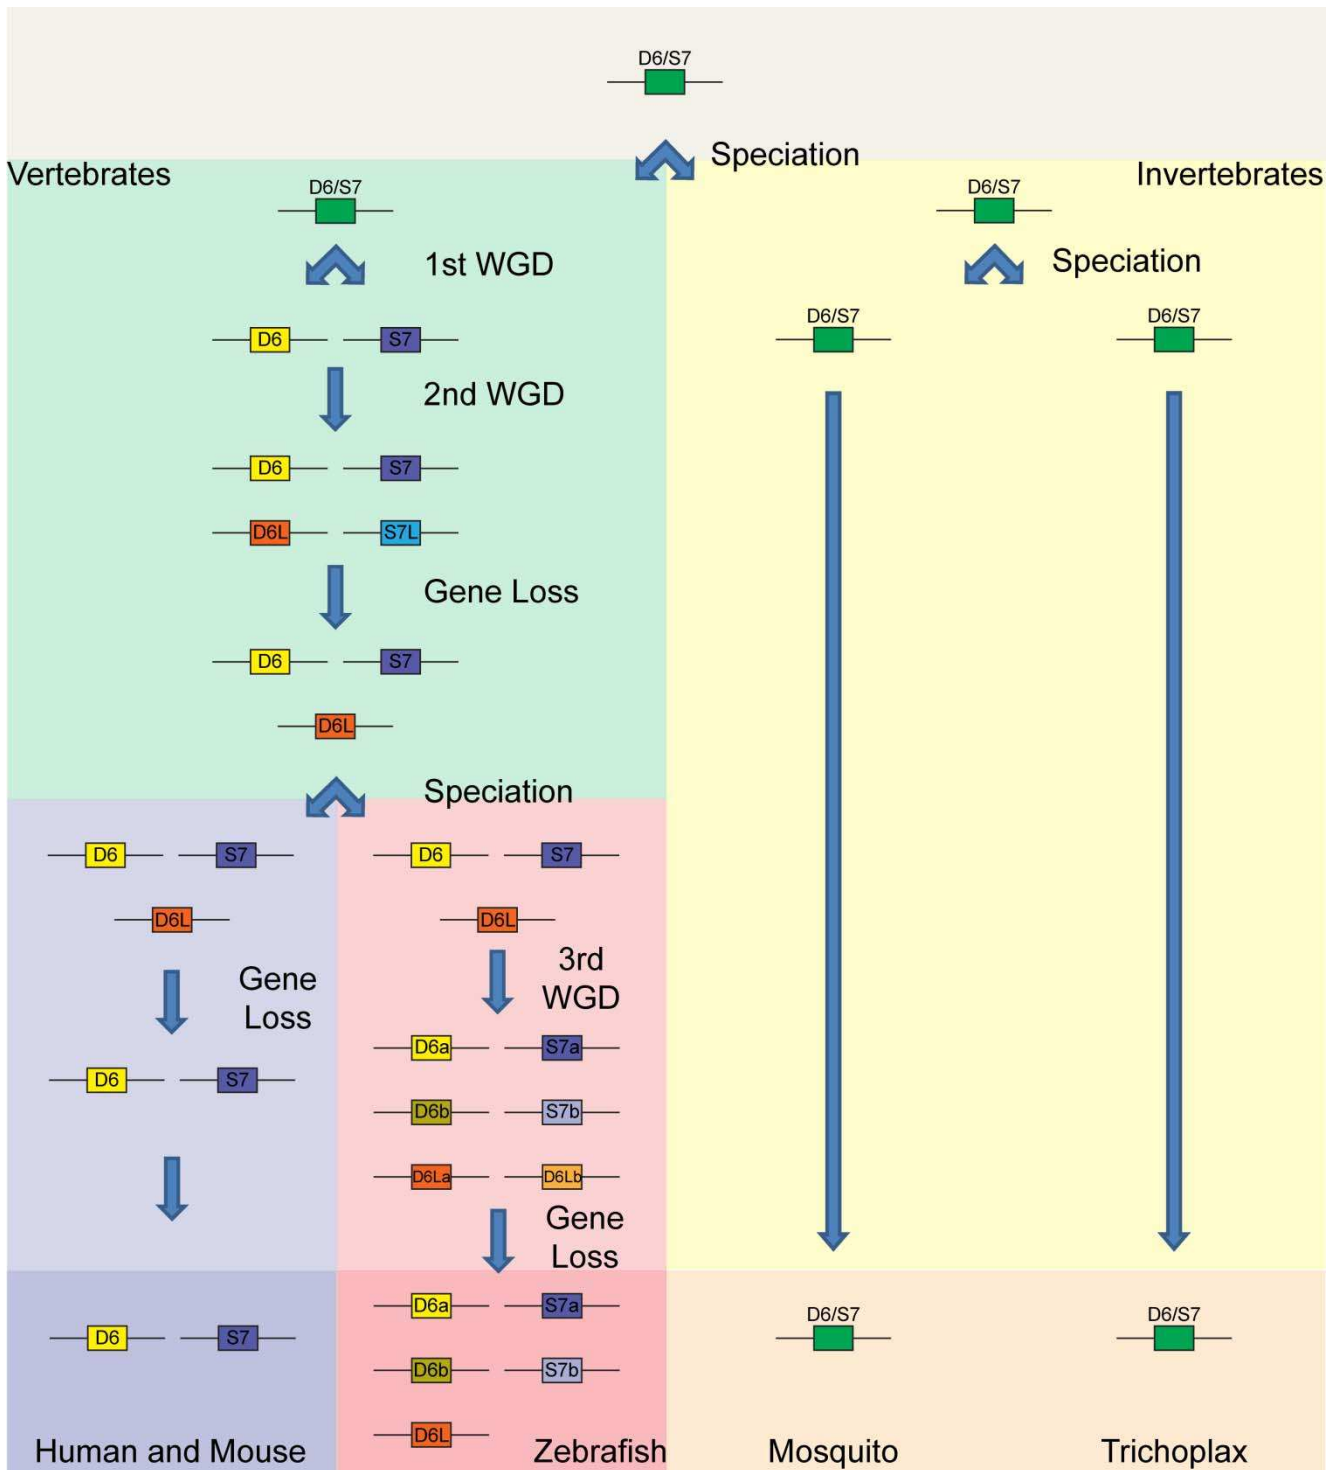 D6/S7
Speciation
Vertebrates
Invertebrates
D6/S7
D6/S7
1st WGD
Speciation
D6 S7
D6/S7
D6/S7
2nd WGD
D6 S7
D6L S7L
Gene Loss
D6 S7
D6L
Speciation
D6 S7
D6L
Gene
Loss
D6 S7
D6 S7
D6L
3rd
WGD
D6a S7a
D6b S7b
D6La D6Lb
Gene
Loss
D6 S7
Human and Mouse
D6a S7a
D6b S7b
D6L
Zebrafish
D6/S7
Mosquito
D6/S7
Trichoplax